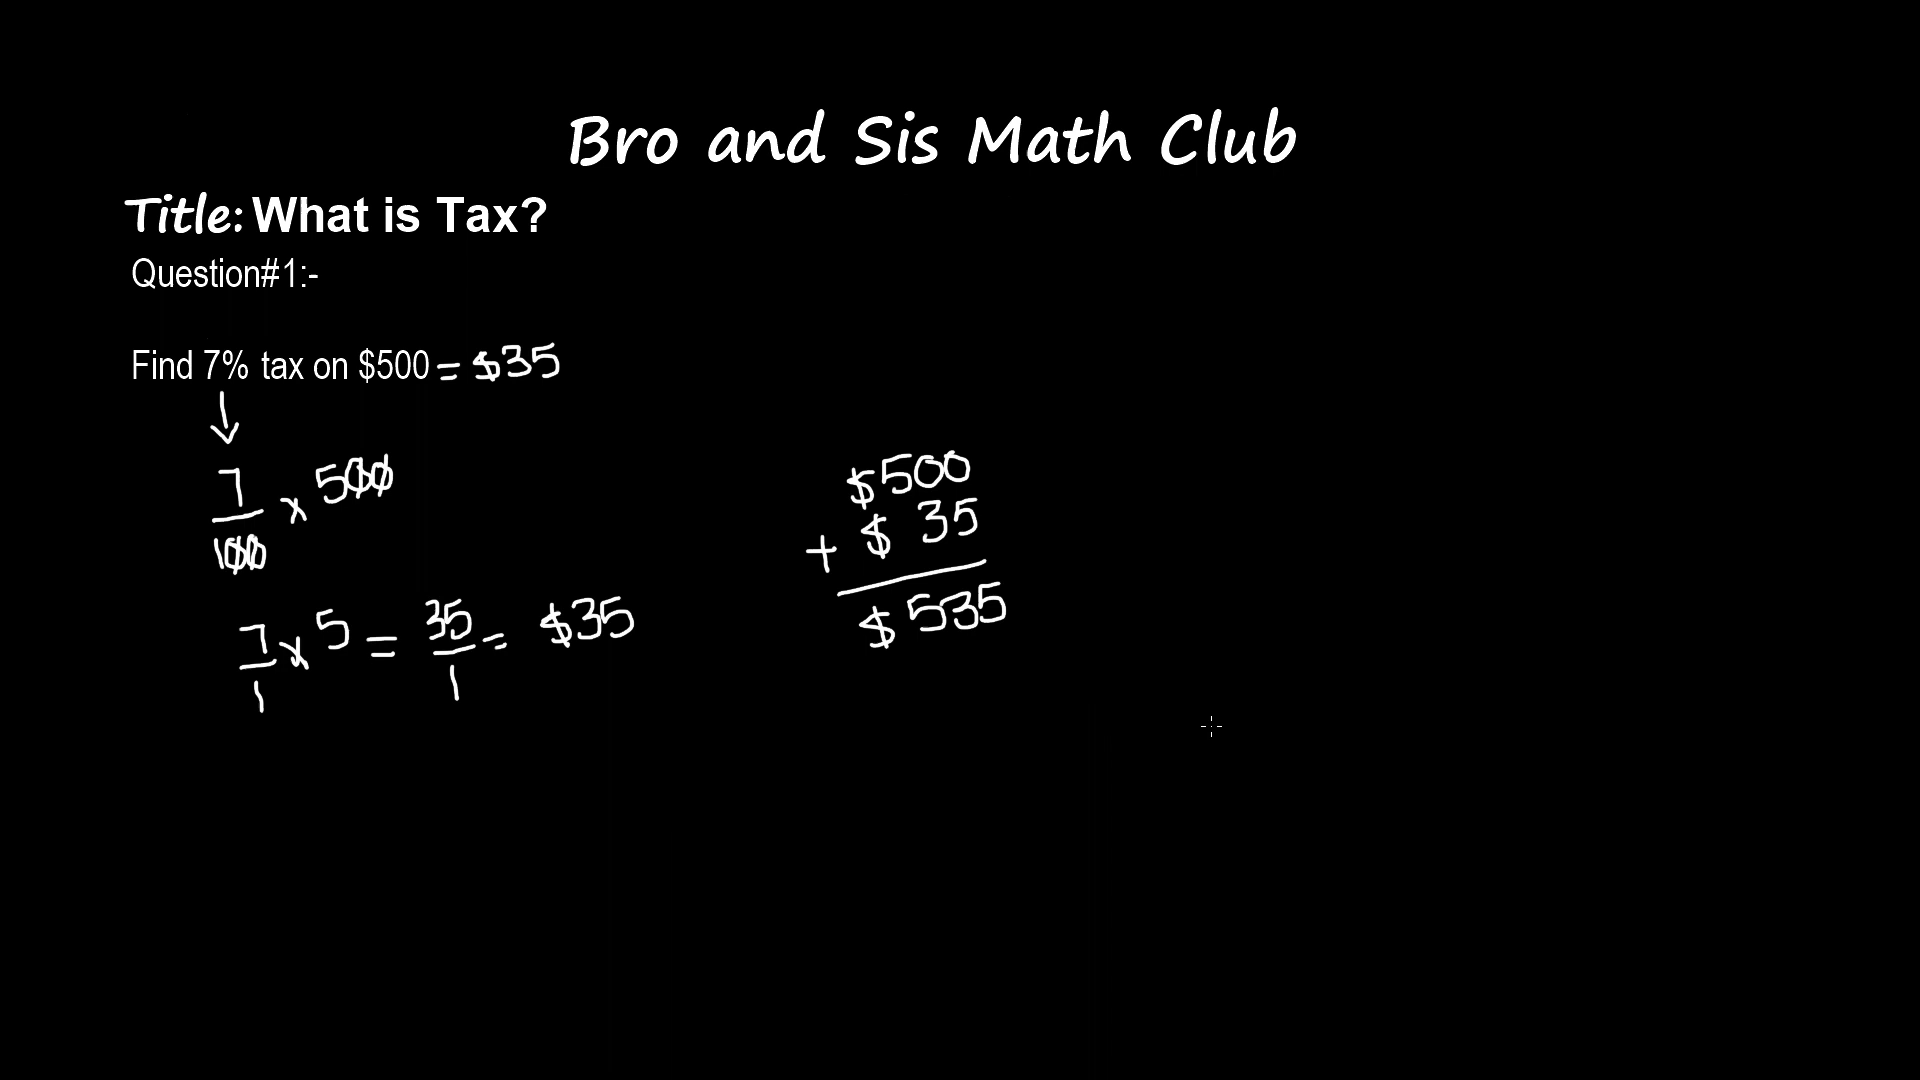 Bro and Sis Math Club
Title: What is Tax?
Question#1:-
Find 7% tax on $500 = $35
7/100 x 500
7/1 x 5 = 35/1 = $35
$500
+ $ 35
$535